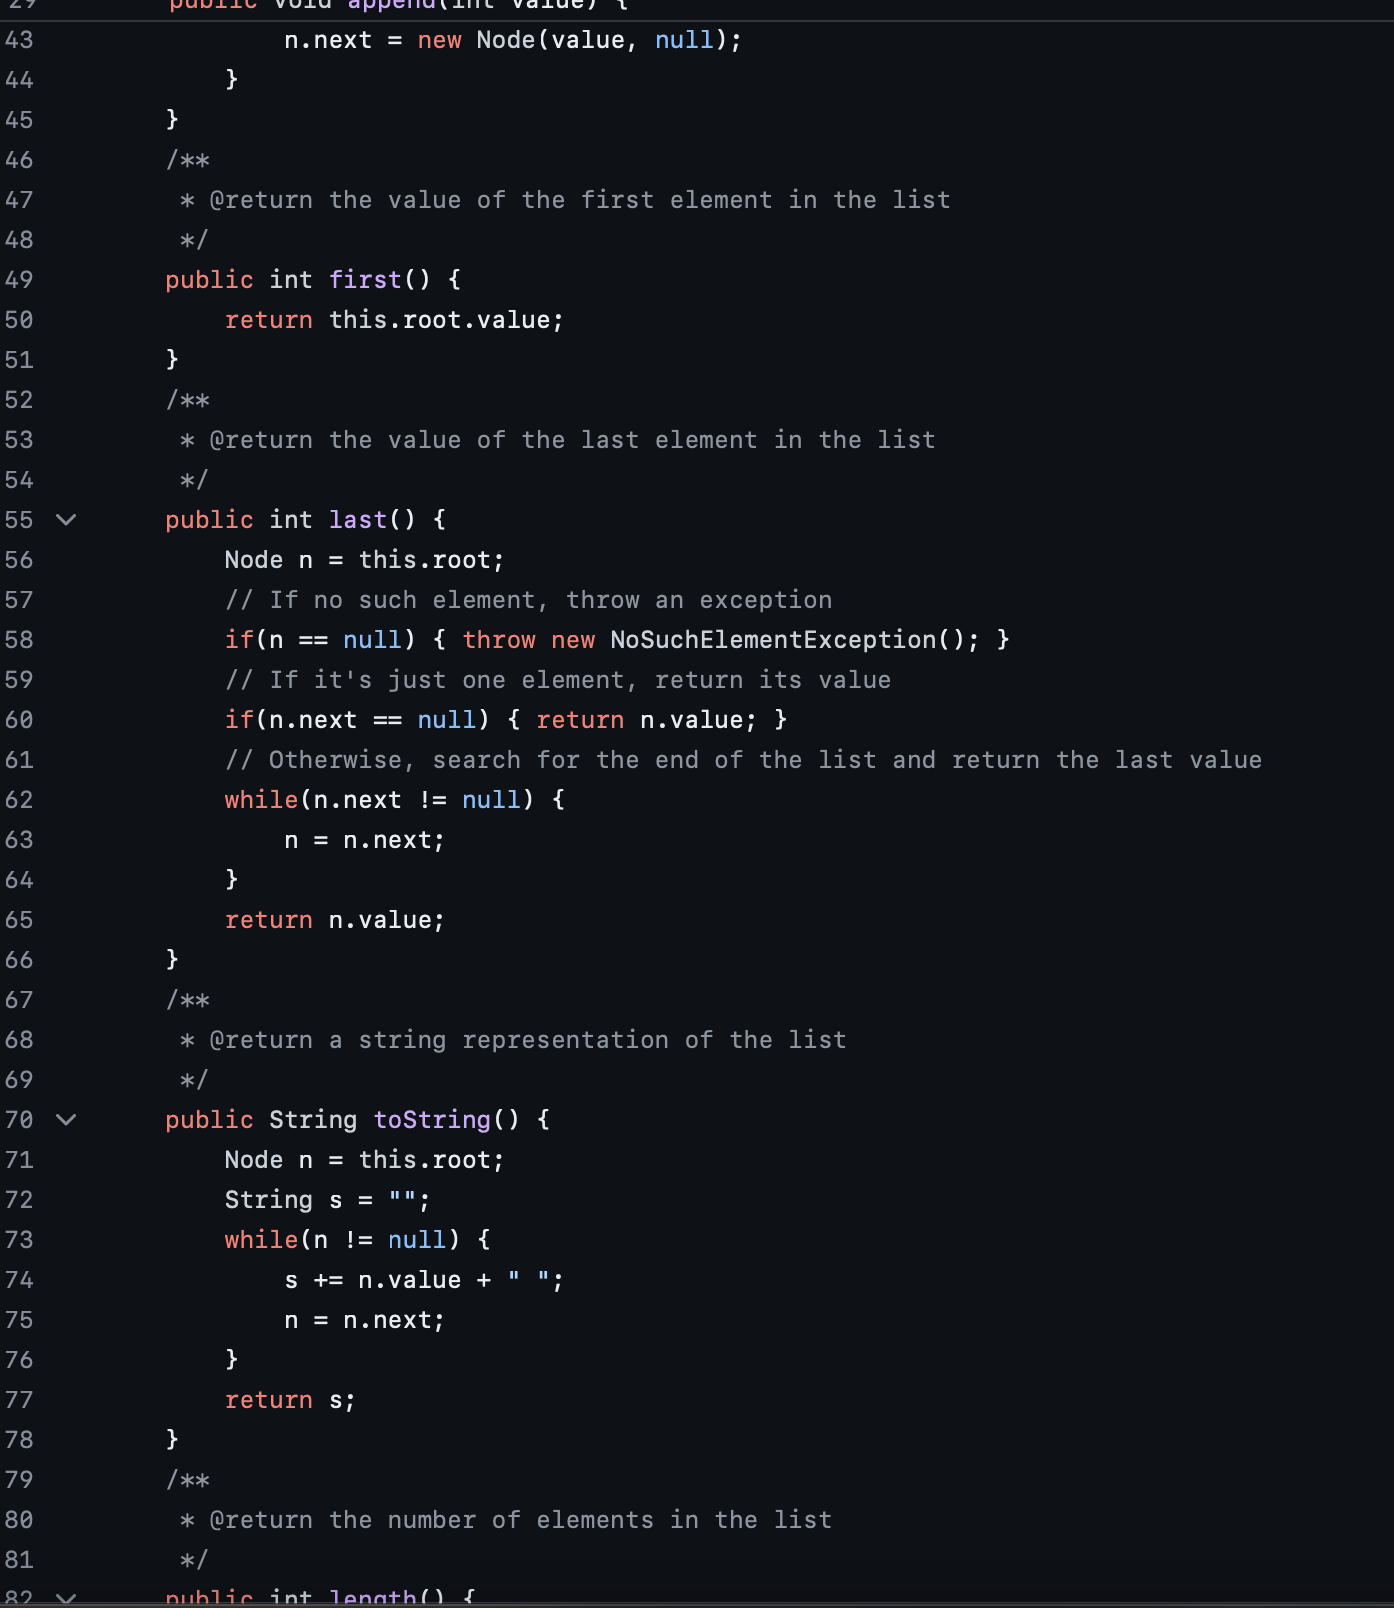 29 public void append(int value) {
43 n.next = new Node(value, null);
44 }
45 }
46 /**
47 * @return the value of the first element in the list
48 */
49 public int first() {
50 return this.root.value;
51 }
52 /**
53 * @return the value of the last element in the list
54 */
55 public int last() {
56 Node n = this.root;
57 // If no such element, throw an exception
58 if(n == null) { throw new NoSuchElementException(); }
59 // If it's just one element, return its value
60 if(n.next == null) { return n.value; }
61 // Otherwise, search for the end of the list and return the last value
62 while(n.next != null) {
63 n = n.next;
64 }
65 return n.value;
66 }
67 /**
68 * @return a string representation of the list
69 */
70 public String toString() {
71 Node n = this.root;
72 String s = "";
73 while(n != null) {
74 s += n.value + " ";
75 n = n.next;
76 }
77 return s;
78 }
79 /**
80 * @return the number of elements in the list
81 */
82 public int length() {